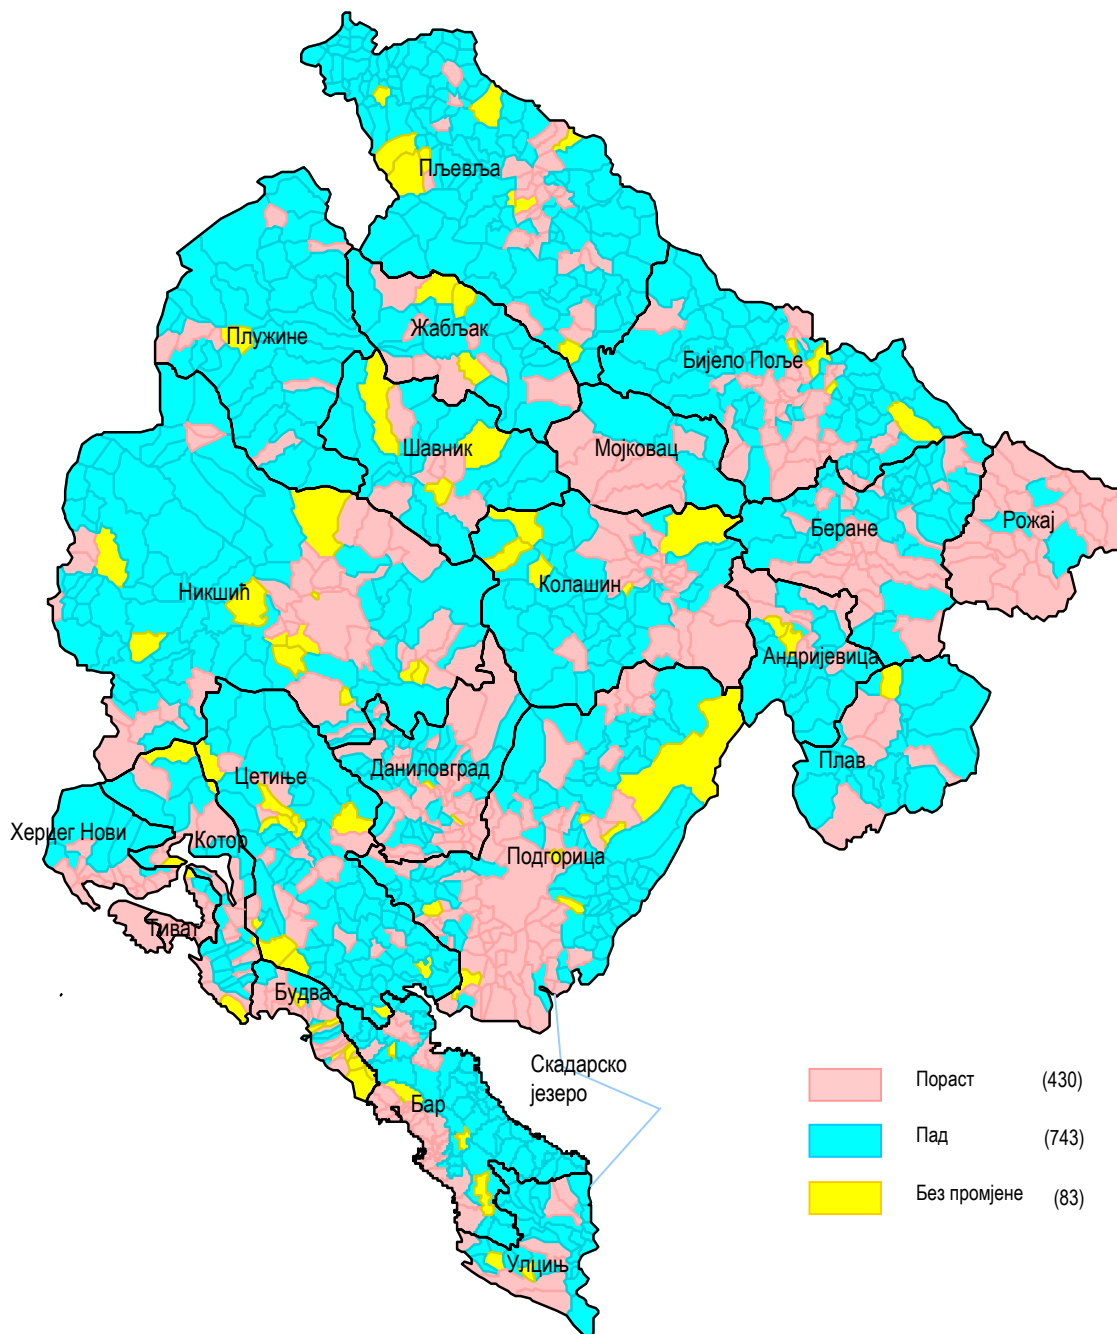 Пљевља
Плужине
Жабљак
Бијело Поље
Шавник
Мојковац
Рожај
Беране
Никшић
Колашин
Андријевица
Плав
Цетиње
Даниловград
Херцег Нови
Котор
Подгорица
Тиват
Будва
Скадарско
језеро
Бар
Улцињ
Пораст (430)
Пад (743)
Без промјене (83)